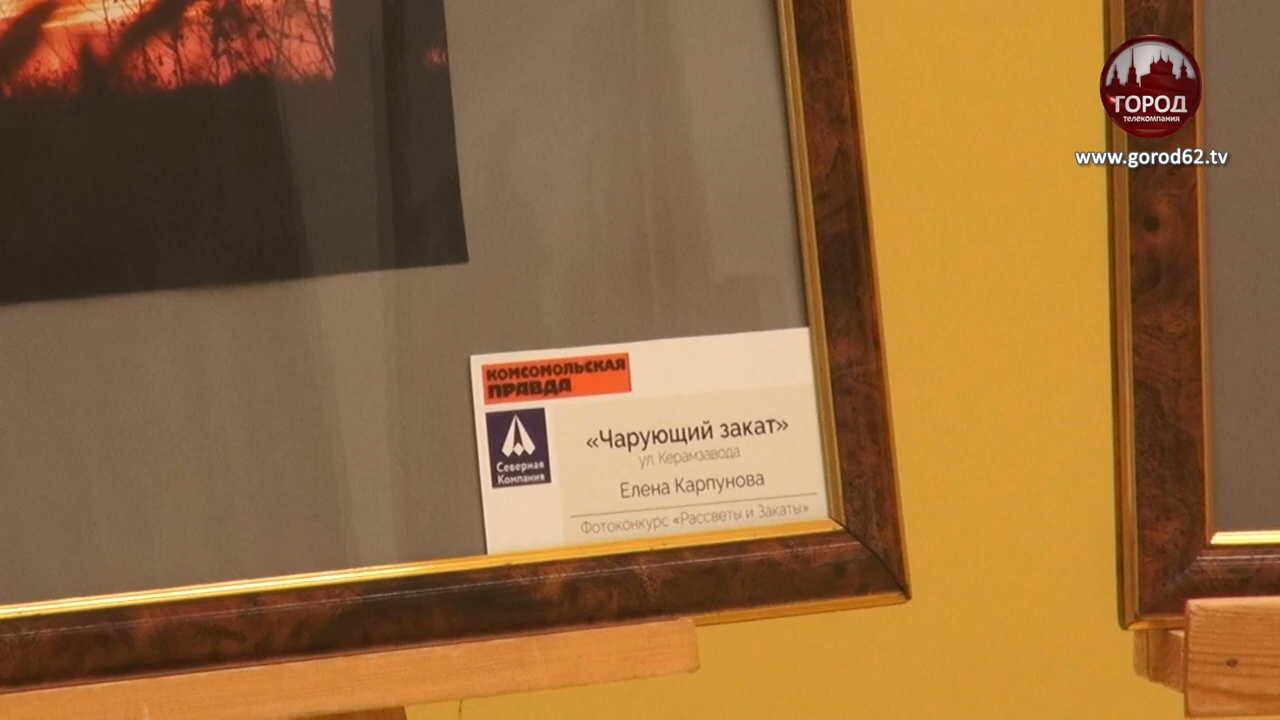 ГОРОД
телекомпания
www.gorod62.tv
КОМСОМОЛЬСКАЯ
ПРАВДА
Северная
Компания
«Чарующий закат»
ул. Керамзавода
Елена Карпунова
Фотоконкурс «Рассветы и Закаты»